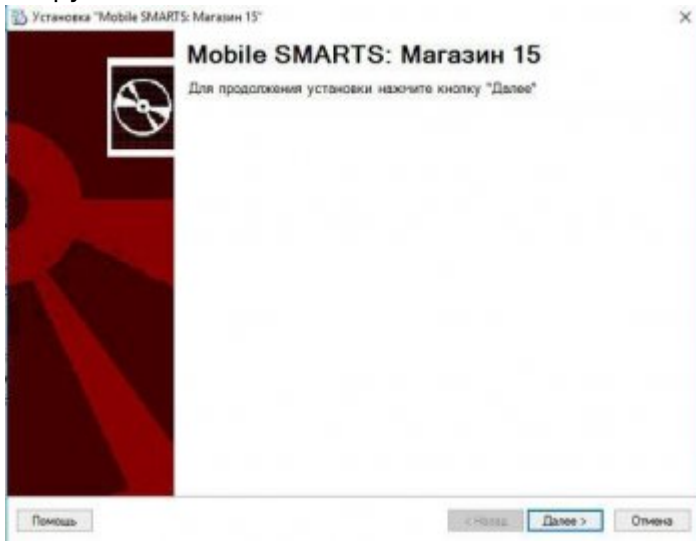 Установка "Mobile SMARTS: Магазин 15"
Mobile SMARTS: Магазин 15
Для продолжения установки нажмите кнопку "Далее"
Помощь
< Назад
Далее >
Отмена